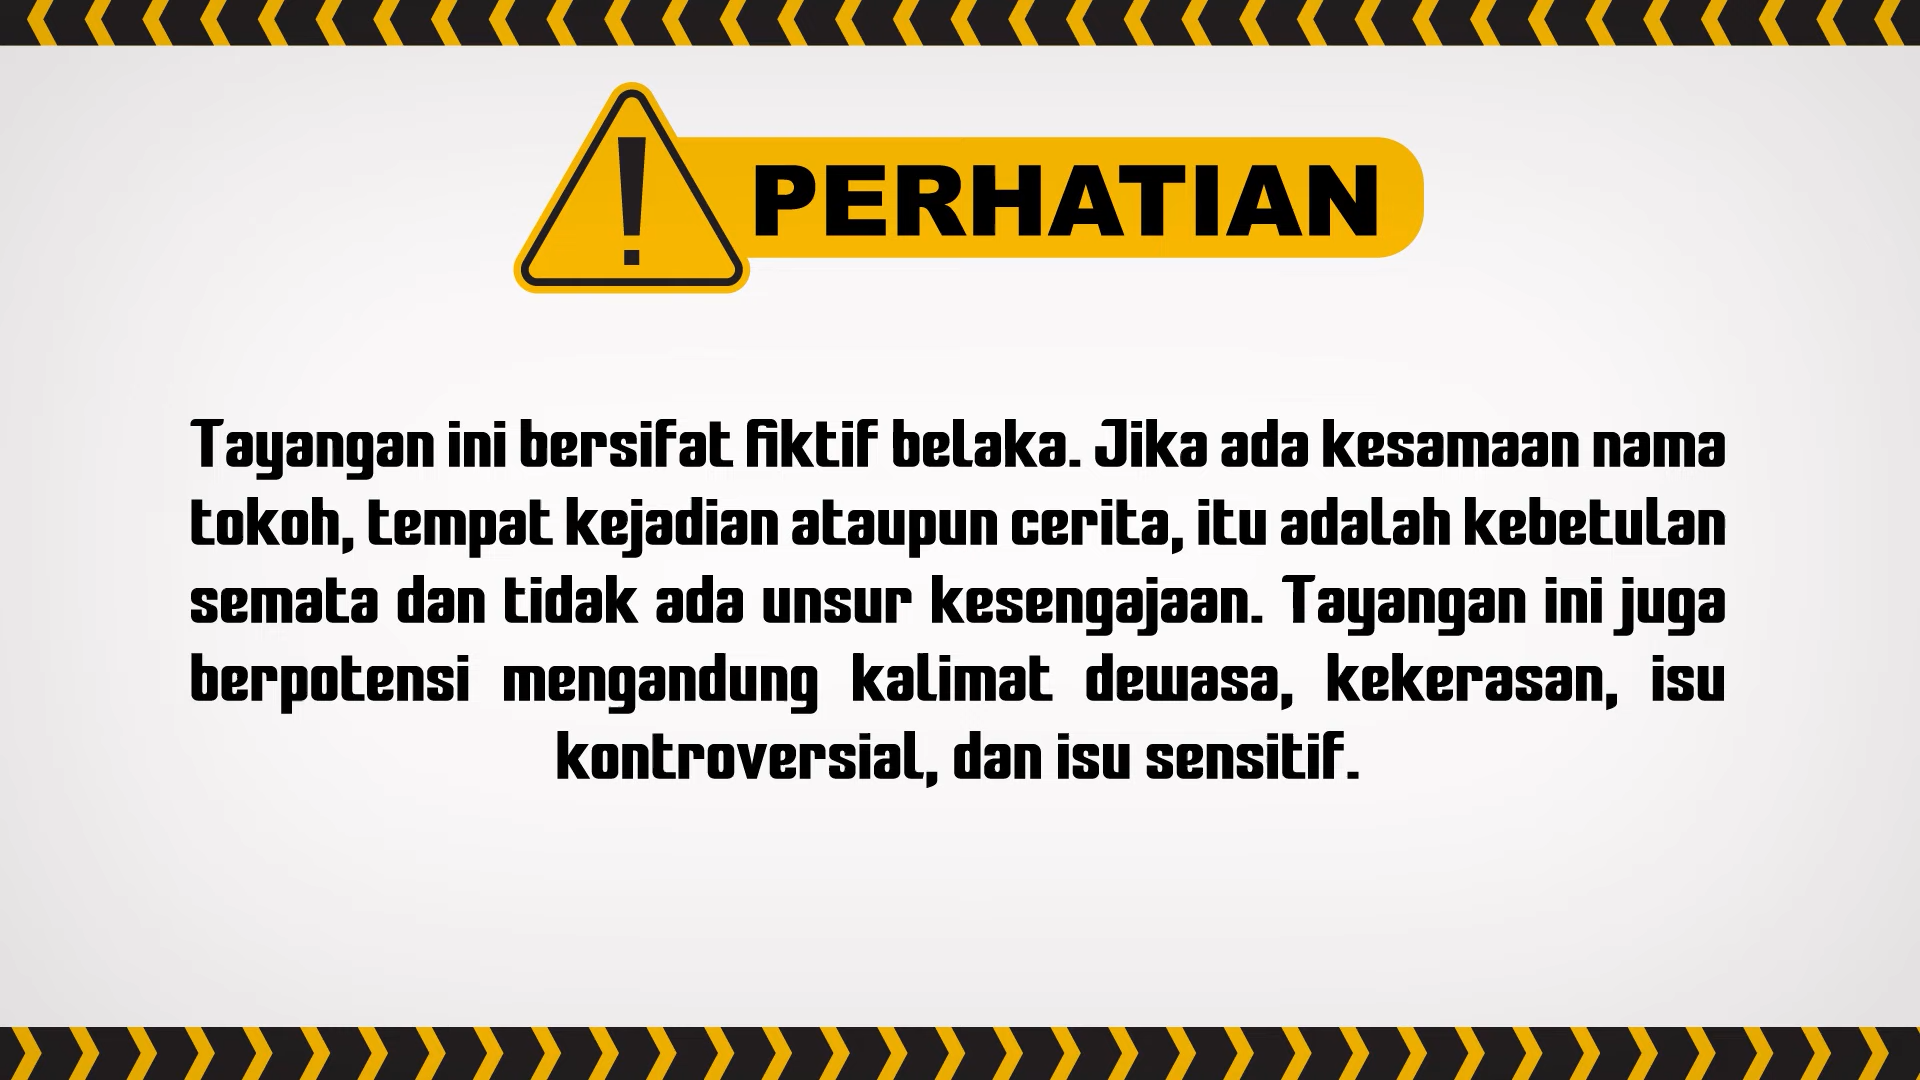 PERHATIAN
Tayangan ini bersifat fiktif belaka. Jika ada kesamaan nama
tokoh, tempat kejadian ataupun cerita, itu adalah kebetulan
semata dan tidak ada unsur kesengajaan. Tayangan ini juga
berpotensi mengandung kalimat dewasa, kekerasan, isu
kontroversial, dan isu sensitif.